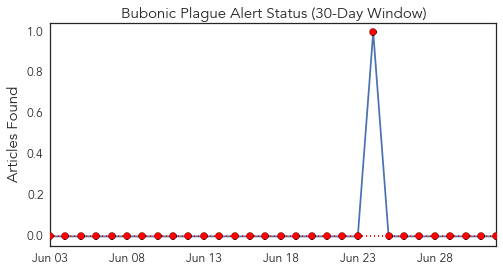 Bubonic Plague Alert Status (30-Day Window)
Articles Found
1.0
0.8
0.6
0.4
0.2
0.0
Jun 03 Jun 08 Jun 13 Jun 18 Jun 23 Jun 28